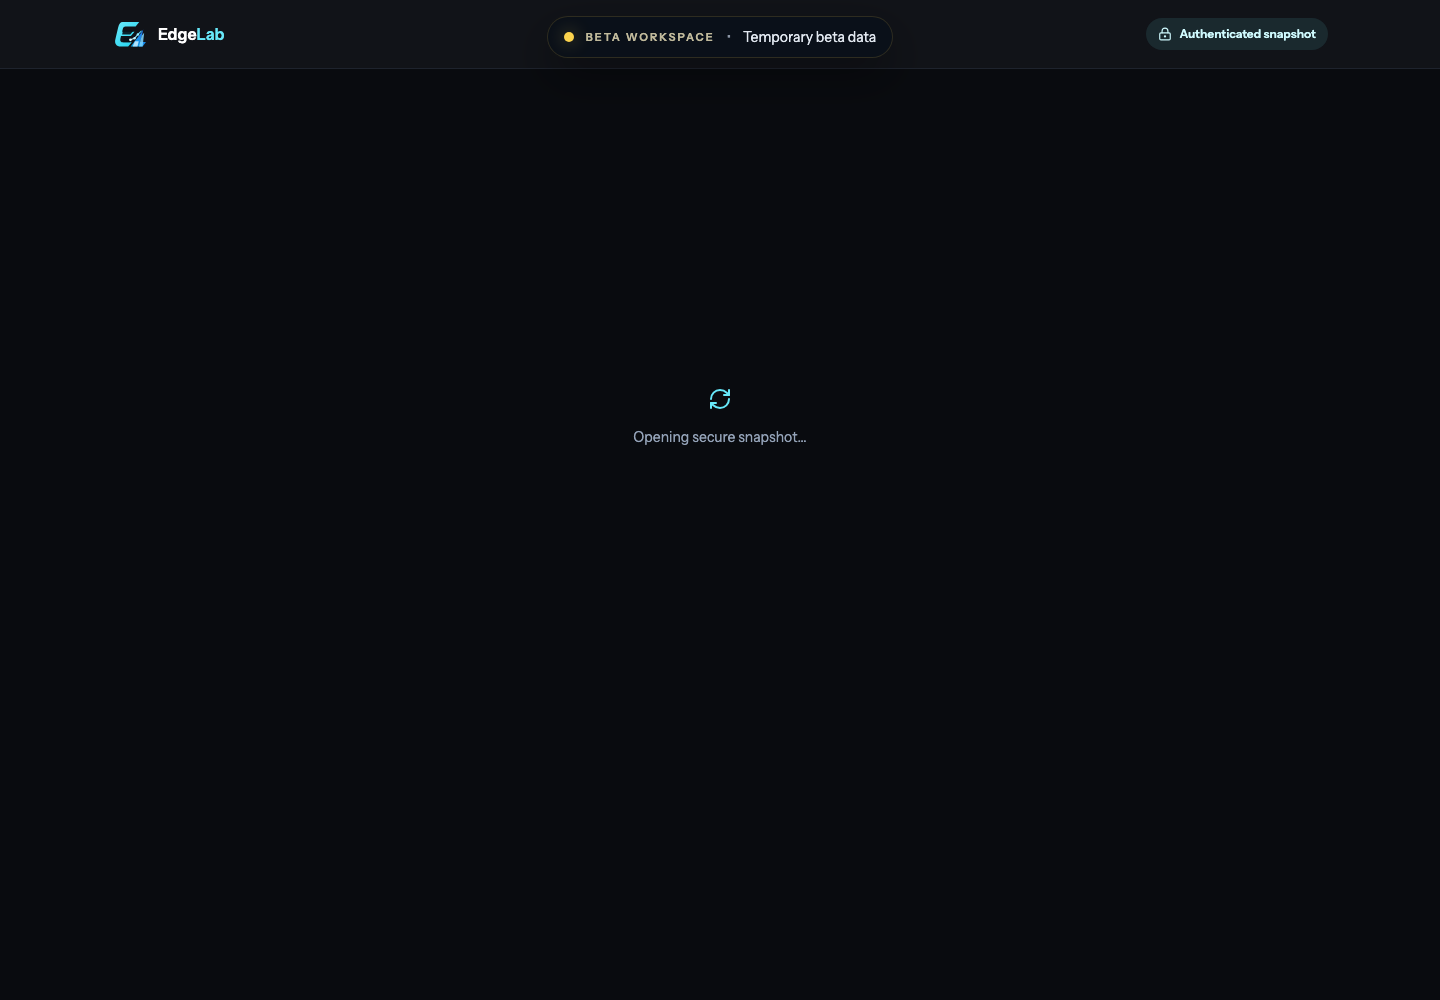 EdgeLab
BETA WORKSPACE • Temporary beta data
Authenticated snapshot
Opening secure snapshot...